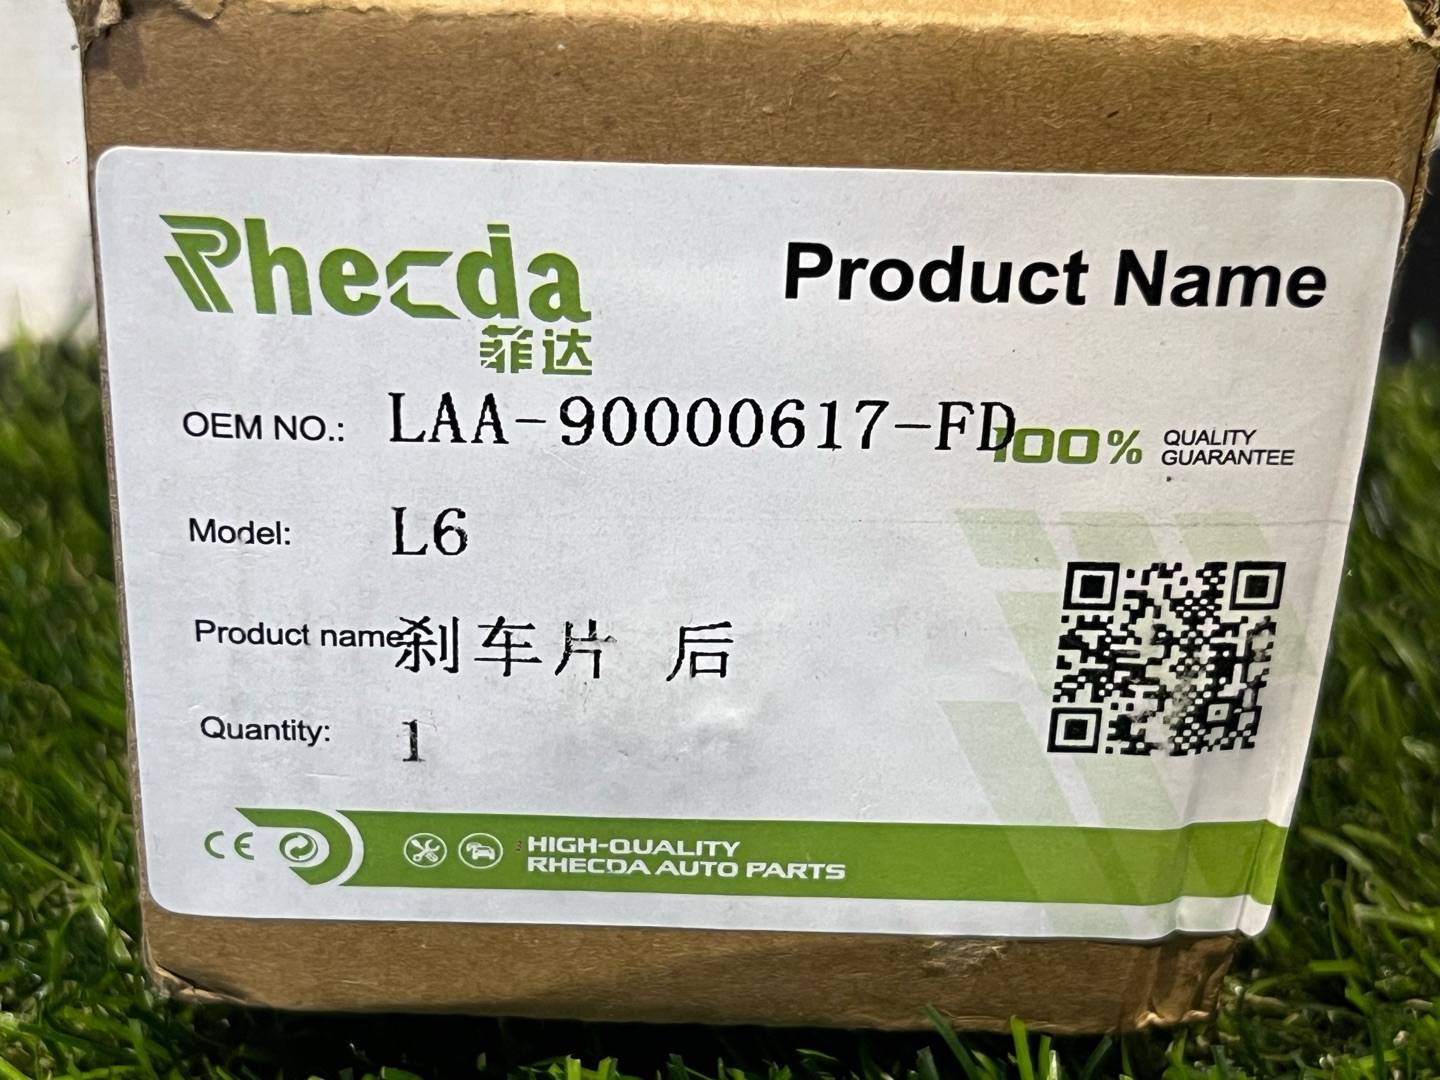 Rhecda
菲达
Product Name
OEM NO.: LAA-90000617-FD
100% QUALITY
GUARANTEE
Model: L6
Product name 刹车片 后
Quantity: 1
CE
HIGH-QUALITY
RHECDA AUTO PARTS